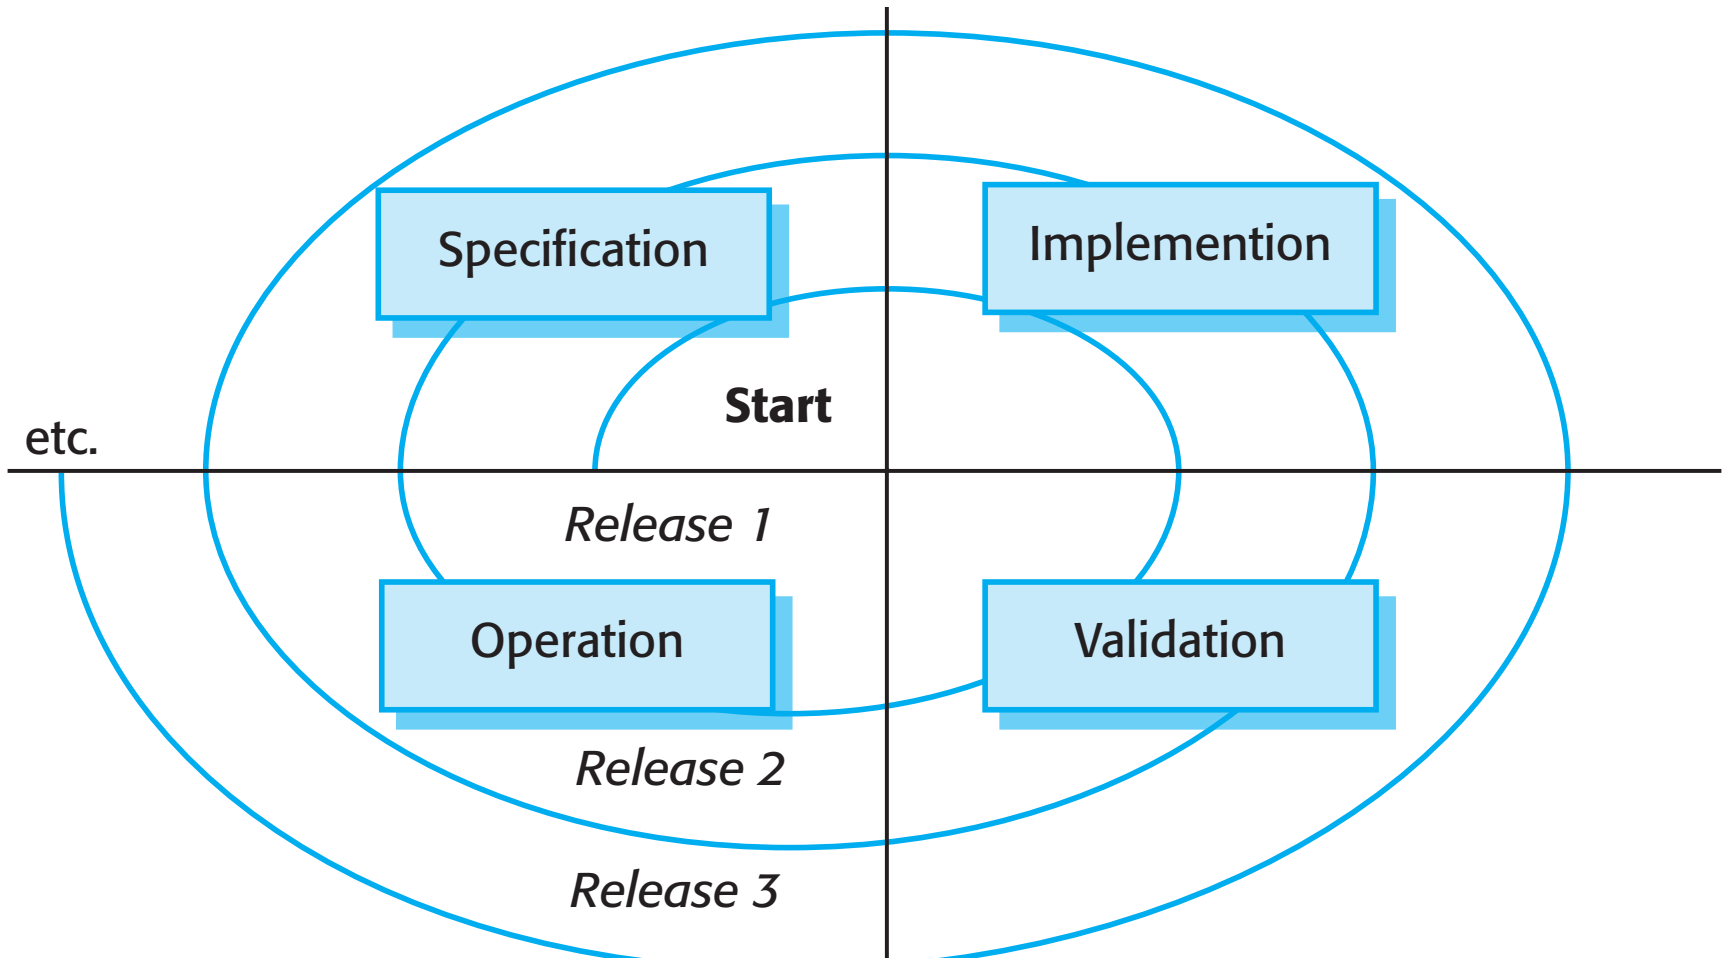 Specification
Implemention
Start
etc.
Release 1
Operation
Validation
Release 2
Release 3